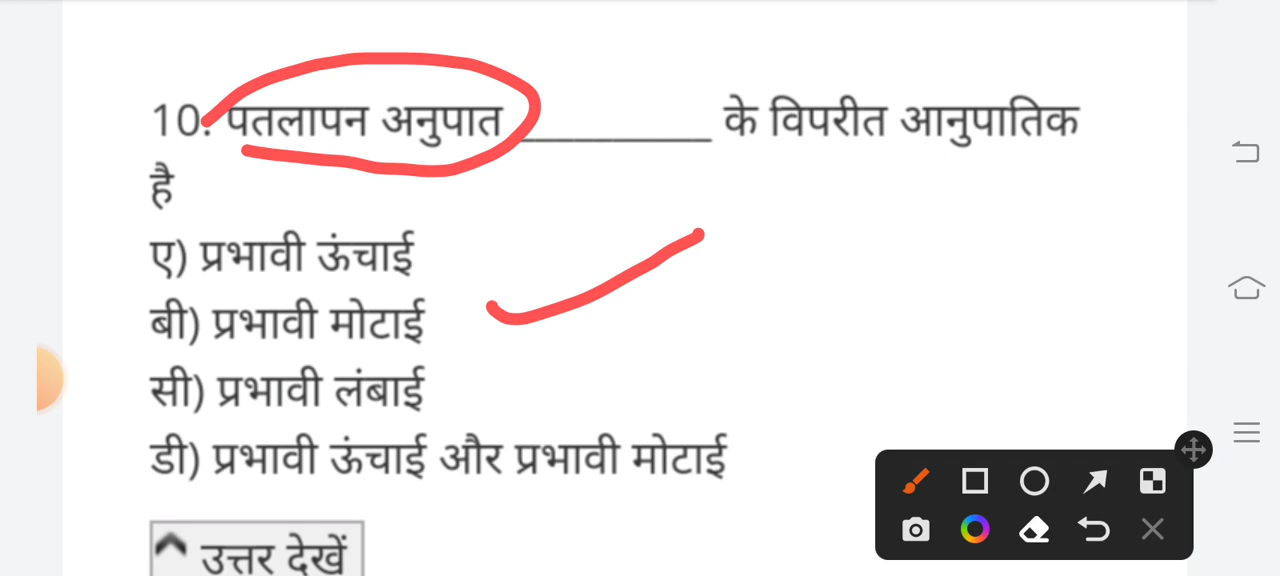 10. पतलापन अनुपात __________ के विपरीत आनुपातिक
है
ए) प्रभावी ऊंचाई
बी) प्रभावी मोटाई
सी) प्रभावी लंबाई
डी) प्रभावी ऊंचाई और प्रभावी मोटाई
उत्तर देखें